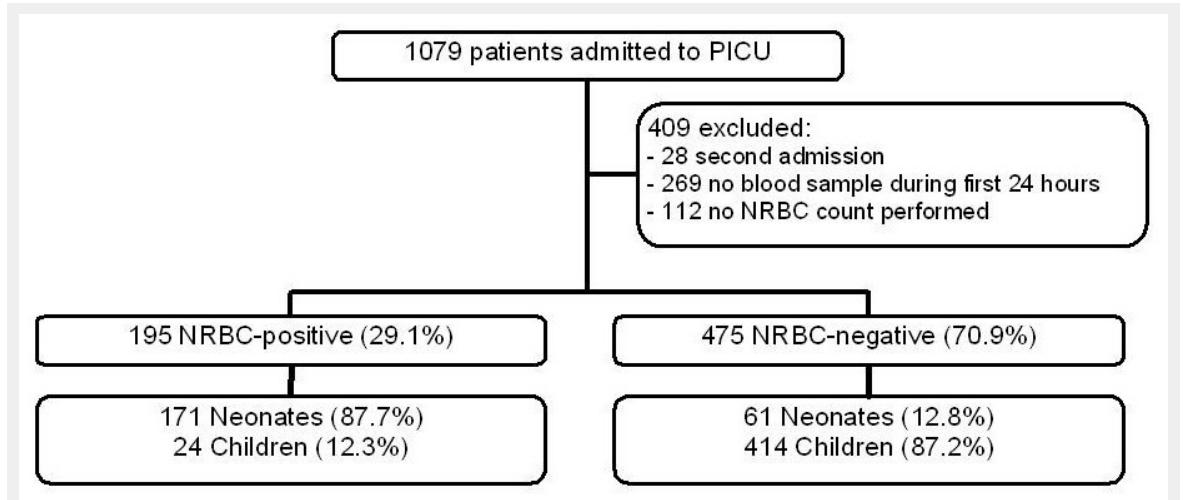 1079 patients admitted to PICU
409 excluded:
- 28 second admission
- 269 no blood sample during first 24 hours
- 112 no NRBC count performed
195 NRBC-positive (29.1%)
475 NRBC-negative (70.9%)
171 Neonates (87.7%)
24 Children (12.3%)
61 Neonates (12.8%)
414 Children (87.2%)